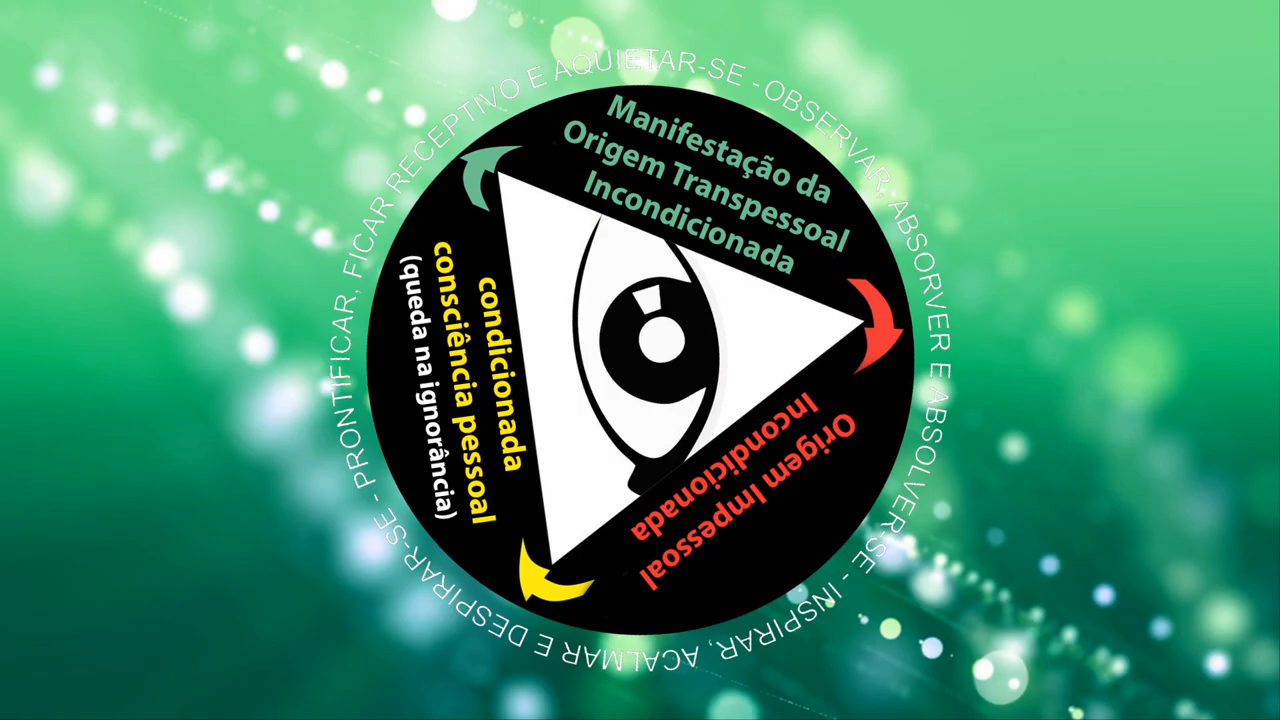 PRONTIFICAR, FICAR RECEPTIVO E AQUIETAR-SE - OBSERVAR, ABSORVER E ABSOLVER-SE - INSPIRAR, ACALMAR E DESPIRAR-SE -
Manifestação da
Origem Transpessoal
Incondicionada
Origem Impessoal
Incondicionada
condicionada
consciência pessoal
(queda na ignorância)